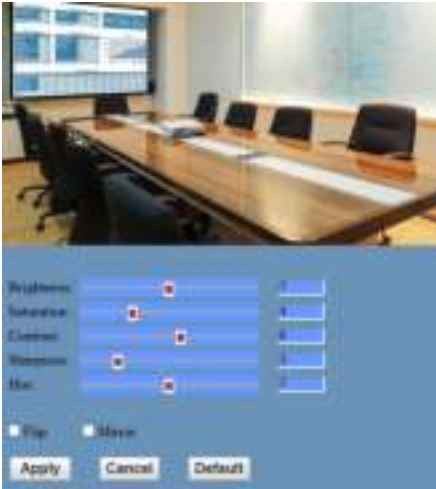 Brightness
Saturation
Contrast
Sharpness
Hue
Flip Mirror
Apply Cancel Default